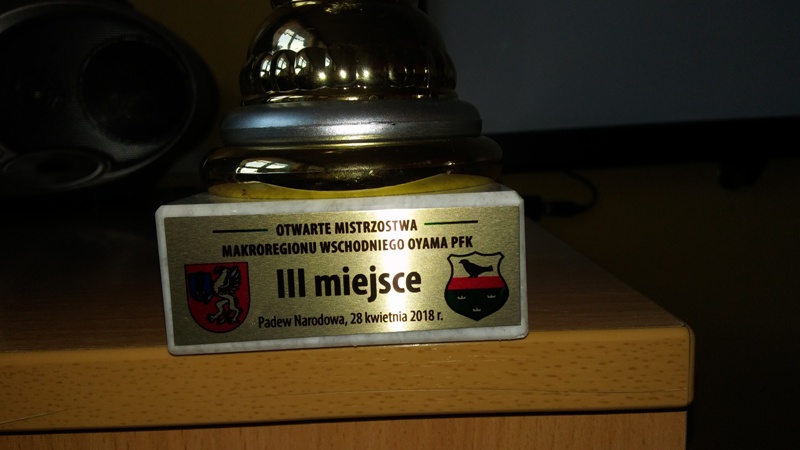 OTWARTE MISTRZOSTWA
MAKROREGIONU WSCHODNIEGO OYAMA PFK
III miejsce
Padew Narodowa, 28 kwietnia 2018 r.